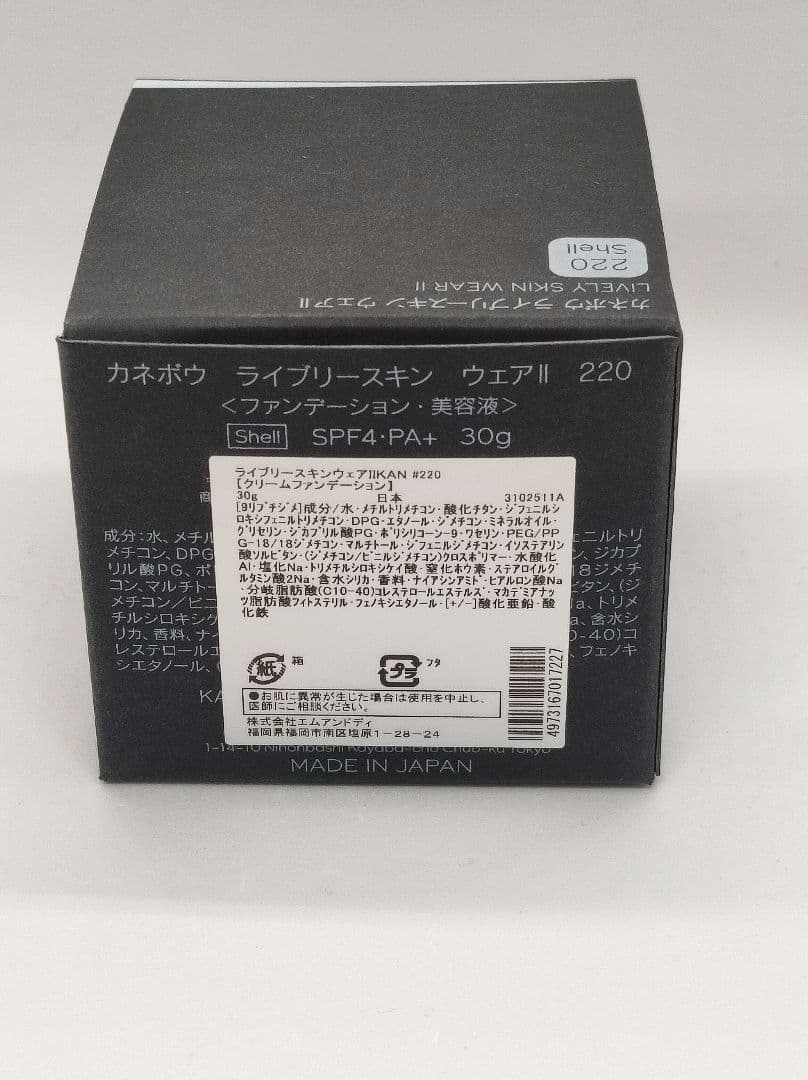 220
Shell
カネボウ ライブリースキン ウェアII
LIVELY SKIN WEAR II
カネボウ ライブリースキン ウェアII 220
<ファンデーション・美容液>
Shell SPF4・PA+ 30g
ライブリースキンウェアIIKAN #220
【クリームファンデーション】
30g 日本 3102511A
成分/水・メチルトリメチコン・酸化チタン・ジフェニルシ
ロキシフェニルトリメチコン・DPG・エタノール・ジメチコン・ミネラルオイル・
グリセリン・ジカプリル酸PG・ポリシリコーン-9・ワセリン・PEG/PP
G-18/18ジメチコン・マルチトール・ジフェニルジメチコン・イソステアリン
酸ソルビタン・(ジメチコン/ビニルジメチコン)クロスポリマー・水酸化
Al・塩化Na・トリメチルシロキシケイ酸・窒化ホウ素・ステアロイルグ
ルタミン酸2Na・含水シリカ・香料・ナイアシンアミド・ヒアルロン酸Na
・分岐脂肪酸(C10-40)コレステロールエステルズ・マカデミアナッ
ツ脂肪酸フィトステリル・フェノキシエタノール・[+/-]酸化亜鉛・酸
化鉄
紙 箱 プラ フタ
●お肌に異常が生じた場合は使用を中止し、
医師にご相談ください。
株式会社エムアンドディ
福岡県福岡市南区塩原1-28-24
4973167017227
成分:水、メチル
メチコン、DPG
リル酸PG、ポ
コン、マルチト
メチコン/ビニ
チルシロキシケ
リカ、香料、ナイ
レステロールエ
シエタノール、
ェニルトリ
ン、ジカプ
18ジメチ
ビタン、(ジ
a、トリメ
a、含水シ
0-40)コ
、フェノキ
KA
1-14-10 Nihonbashi Kayaba-cho Chuo-ku Tokyo
MADE IN JAPAN